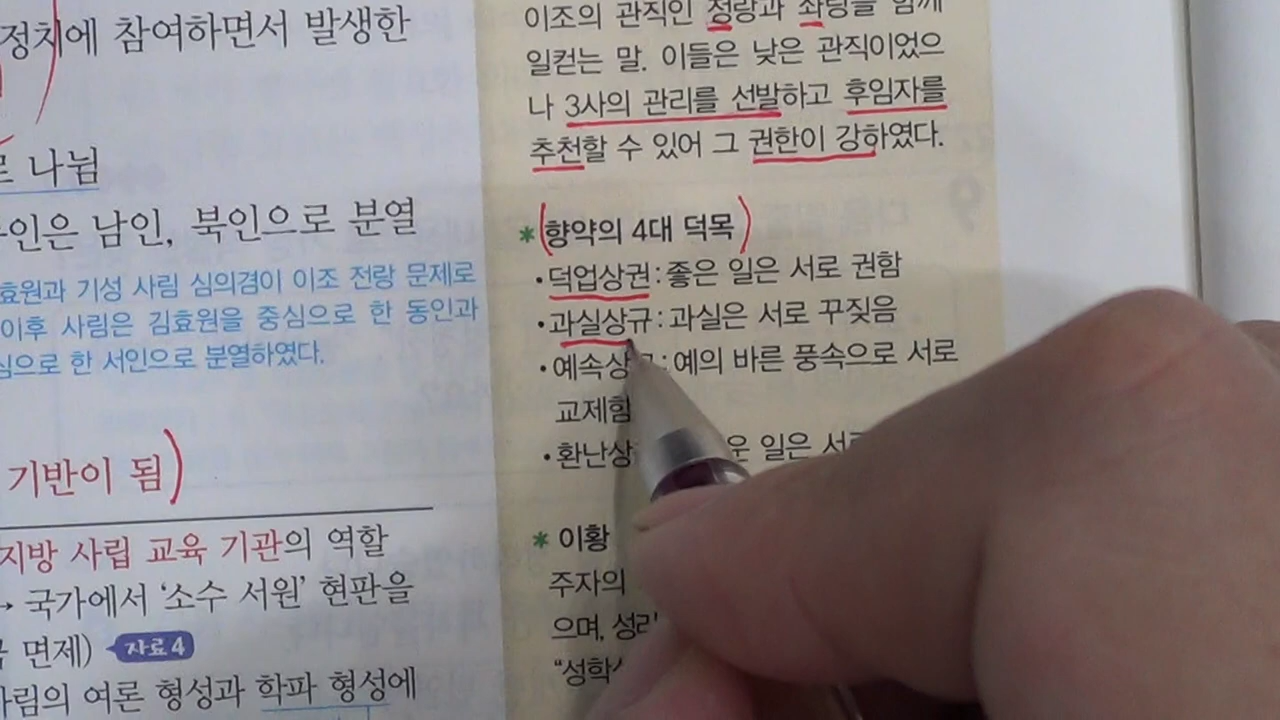 정치에 참여하면서 발생한
로 나뉨
인은 남인, 북인으로 분열
효원과 기성 사림 심의겸이 이조 전랑 문제로
이후 사림은 김효원을 중심으로 한 동인과
심으로 한 서인으로 분열하였다.
기반이 됨)
지방 사립 교육 기관의 역할
→ 국가에서 ‘소수 서원’ 현판을
면제) 자료4
사림의 여론 형성과 학파 형성에
이조의 관직인 정랑과 좌랑을 함께
일컫는 말. 이들은 낮은 관직이었으
나 3사의 관리를 선발하고 후임자를
추천할 수 있어 그 권한이 강하였다.
* (향약의 4대 덕목)
• 덕업상권 : 좋은 일은 서로 권함
• 과실상규 : 과실은 서로 꾸짖음
• 예속상 : 예의 바른 풍속으로 서로
교제함
• 환난상 운 일은 서로
* 이황
주자의
으며, 성리
“성학